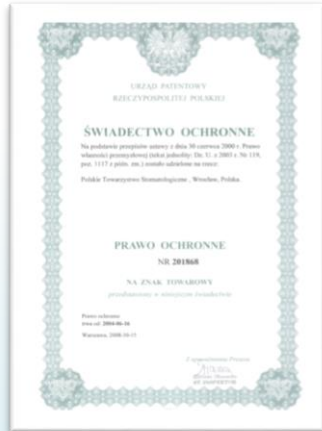 URZĄD PATENTOWY
RZECZYPOSPOLITEJ POLSKIEJ
ŚWIADECTWO OCHRONNE
Na podstawie przepisów ustawy z dnia 30 czerwca 2000 r. Prawo
własności przemysłowej (tekst jednolity: Dz. U. z 2003 r. Nr 119,
poz. 1117 z późn. zm.) zostało udzielone na rzecz:
Polskie Towarzystwo Stomatologiczne , Wrocław, Polska.
PRAWO OCHRONNE
NR 201868
NA ZNAK TOWAROWY
przedstawiony w niniejszym świadectwie
Prawo ochronne
trwa od: 2004-06-16
Warszawa, 2008-10-15
Z upoważnienia Prezesa